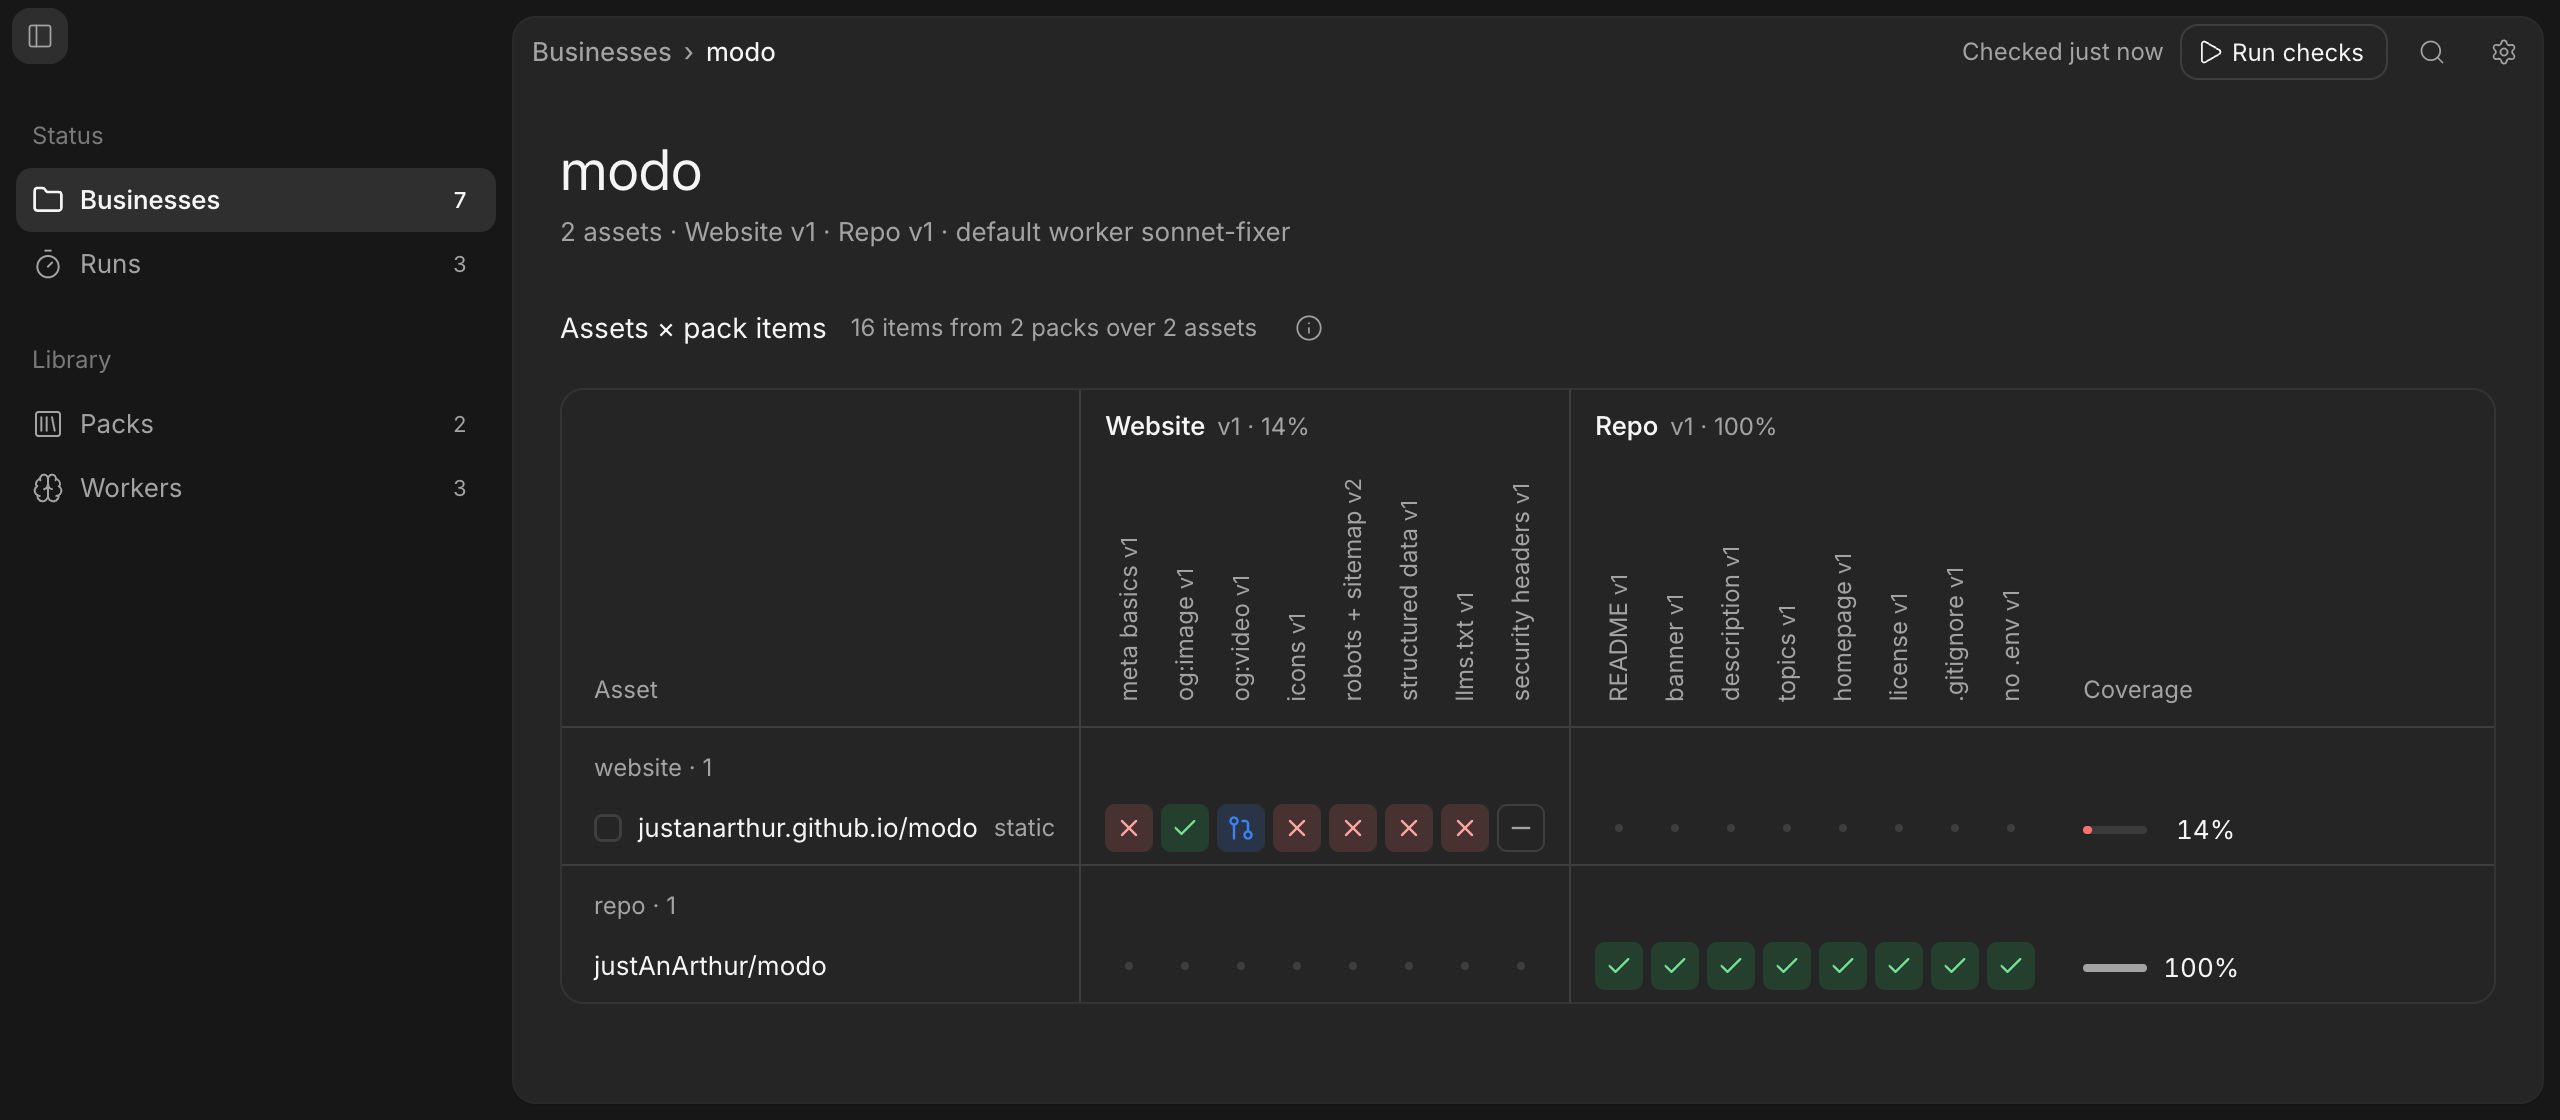 Businesses › modo
Checked just now
Run checks
Status
Businesses 7
Runs 3
Library
Packs 2
Workers 3
modo
2 assets · Website v1 · Repo v1 · default worker sonnet-fixer
Assets × pack items 16 items from 2 packs over 2 assets
Website v1 · 14%
Repo v1 · 100%
Asset
meta basics v1
og:image v1
og:video v1
icons v1
robots + sitemap v2
structured data v1
llms.txt v1
security headers v1
README v1
banner v1
description v1
topics v1
homepage v1
license v1
.gitignore v1
no .env v1
Coverage
website · 1
justanarthur.github.io/modo static
14%
repo · 1
justAnArthur/modo
100%